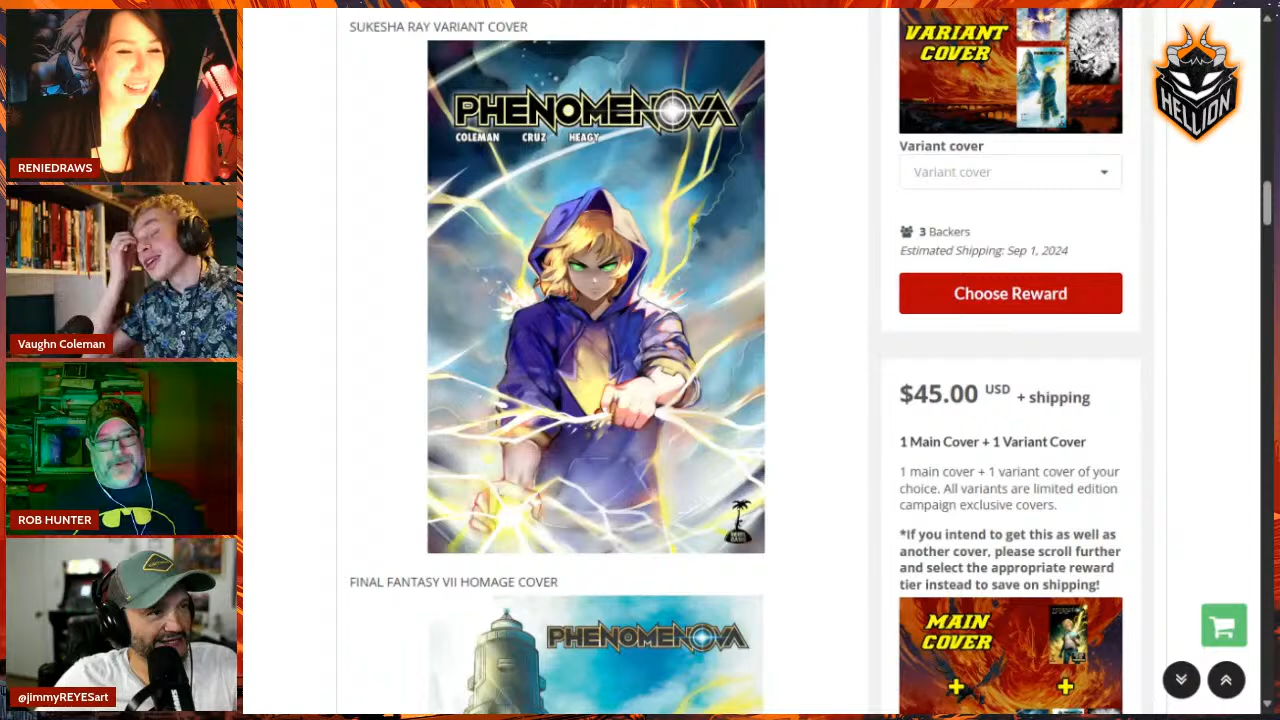 RENIEDRAWS
Vaughn Coleman
ROB HUNTER
@jimmyREYESart
SUKESHA RAY VARIANT COVER
PHENOMENOVA
COLEMAN CRUZ HEAGY
FINAL FANTASY VII HOMAGE COVER
PHENOMENOVA
VARIANT
COVER
Variant cover
Variant cover
3 Backers
Estimated Shipping: Sep 1, 2024
Choose Reward
$45.00 USD + shipping
1 Main Cover + 1 Variant Cover
1 main cover + 1 variant cover of your
choice. All variants are limited edition
campaign exclusive covers.
*If you intend to get this as well as
another cover, please scroll further
and select the appropriate reward
tier instead to save on shipping!
MAIN
COVER
+ +
HELLION